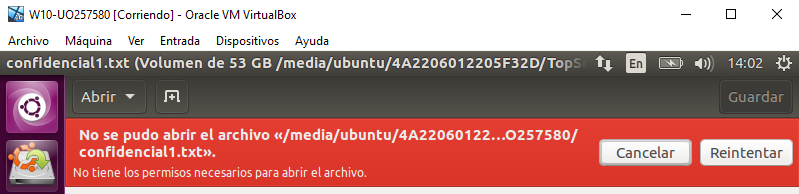 W10-UO257580 [Corriendo] - Oracle VM VirtualBox
Archivo Máquina Ver Entrada Dispositivos Ayuda
confidencial1.txt (Volumen de 53 GB /media/ubuntu/4A2206012205F32D/TopSe En 14:02
Abrir Guardar
No se pudo abrir el archivo «/media/ubuntu/4A22060122…O257580/
confidencial1.txt».
Cancelar Reintentar
No tiene los permisos necesarios para abrir el archivo.